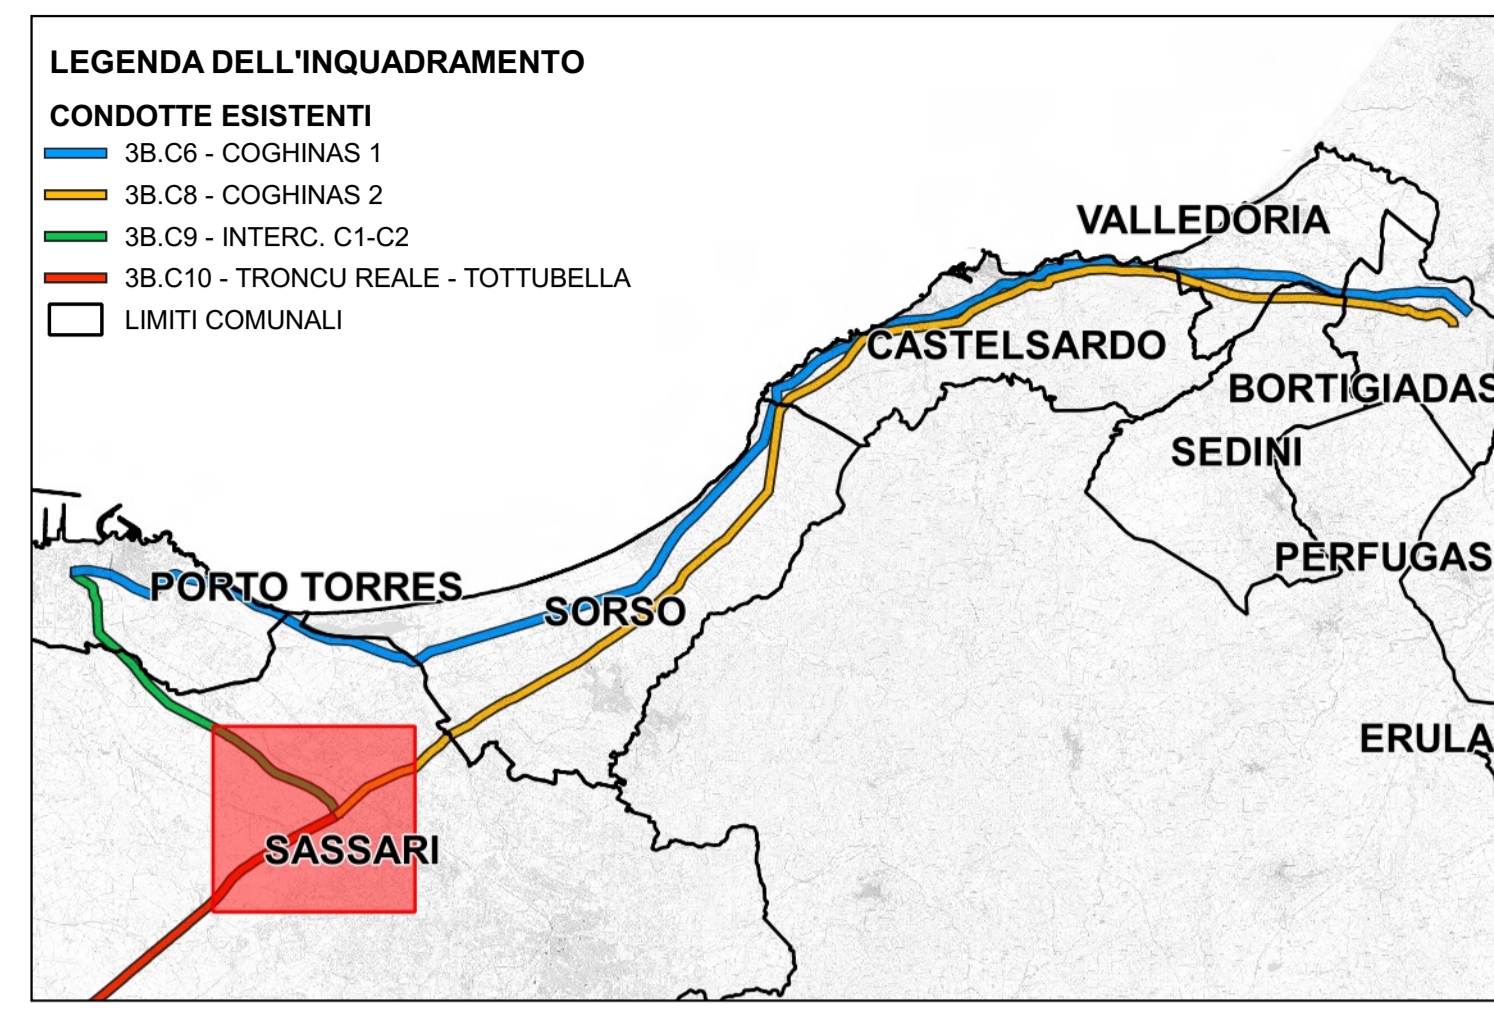 LEGENDA DELL'INQUADRAMENTO
CONDOTTE ESISTENTI
3B.C6 - COGHINAS 1
3B.C8 - COGHINAS 2
3B.C9 - INTERC. C1-C2
3B.C10 - TRONCU REALE - TOTTUBELLA
LIMITI COMUNALI
VALLEDORIA
CASTELSARDO
BORTIGIADAS
SEDINI
PERFUGAS
PORTO TORRES
SORSO
ERULA
SASSARI